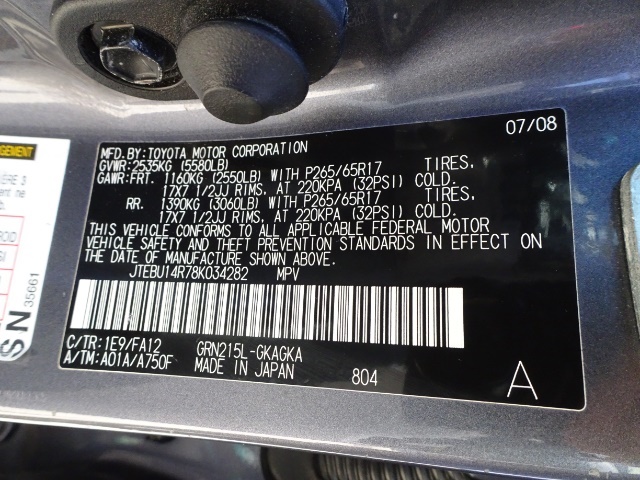 07/08
MFD. BY: TOYOTA MOTOR CORPORATION
GVWR: 2535KG (5580LB)
GAWR: FRT. 1160KG (2550LB) WITH P265/65R17 TIRES.
17X7 1/2JJ RIMS. AT 220KPA (32PSI) COLD.
RR. 1390KG (3060LB) WITH P265/65R17 TIRES.
17X7 1/2JJ RIMS. AT 220KPA (32PSI) COLD.
THIS VEHICLE CONFORMS TO ALL APPLICABLE FEDERAL MOTOR
VEHICLE SAFETY AND THEFT PREVENTION STANDARDS IN EFFECT ON
THE DATE OF MANUFACTURE SHOWN ABOVE.
JTEBU14R78K034282 MPV
C/TR: 1E9/FA12 GRN215L-GKAGKA
A/TM: A01A/A750F MADE IN JAPAN 804 A
SN 35661